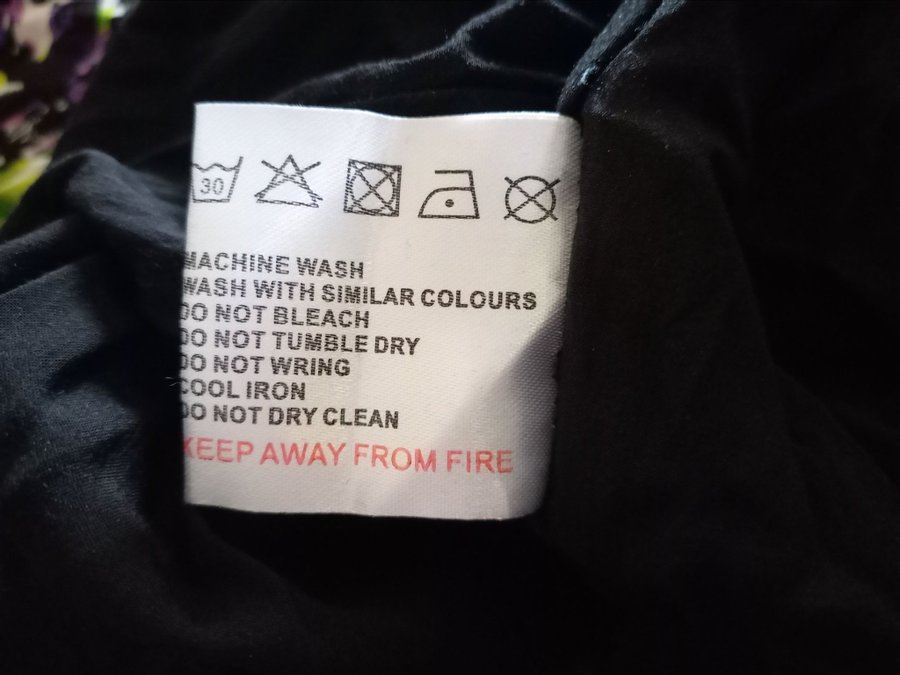 30
MACHINE WASH
WASH WITH SIMILAR COLOURS
DO NOT BLEACH
DO NOT TUMBLE DRY
DO NOT WRING
COOL IRON
DO NOT DRY CLEAN
KEEP AWAY FROM FIRE